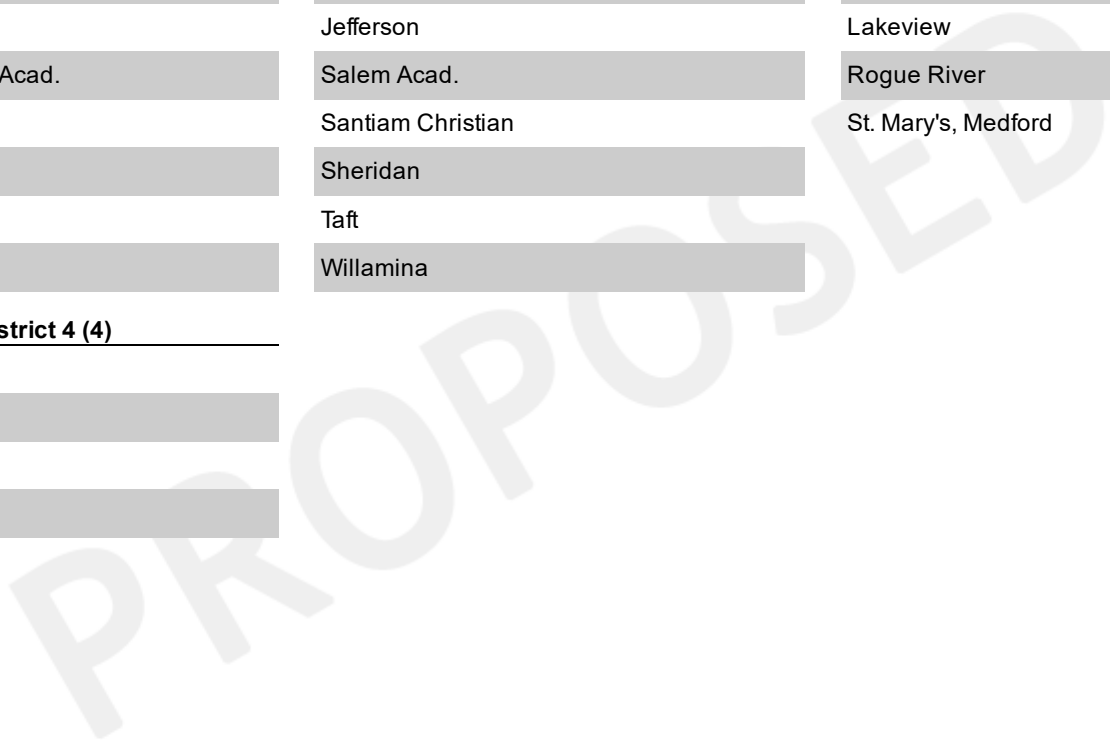 Acad.
strict 4 (4)
Jefferson
Salem Acad.
Santiam Christian
Sheridan
Taft
Willamina
Lakeview
Rogue River
St. Mary's, Medford
PROPOSED